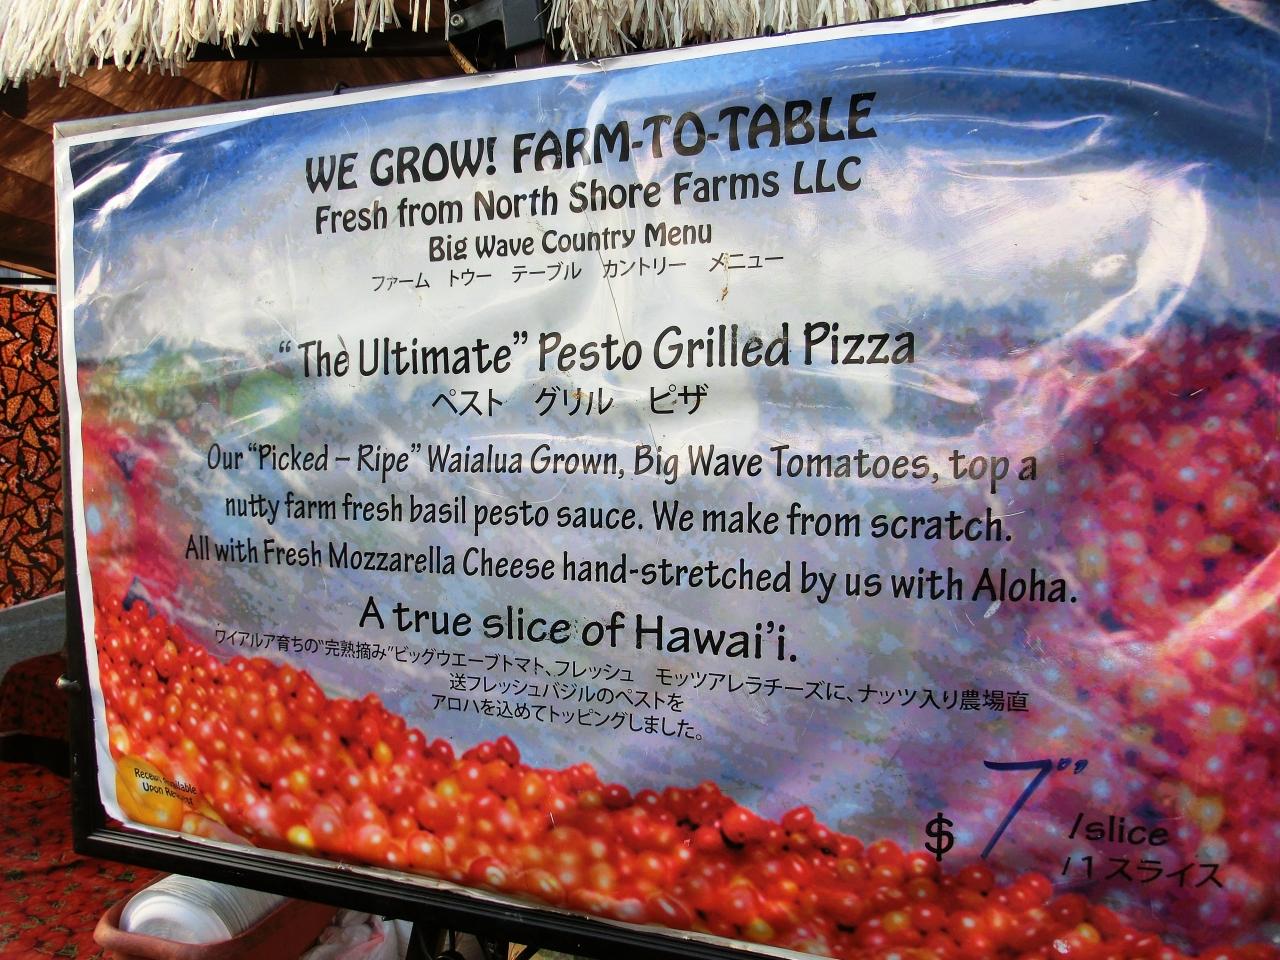 WE GROW! FARM-TO-TABLE
Fresh from North Shore Farms LLC
Big Wave Country Menu
ファーム トゥー テーブル カントリー メニュー
“The Ultimate” Pesto Grilled Pizza
ペスト グリル ピザ
Our “Picked – Ripe” Waialua Grown, Big Wave Tomatoes, top a
nutty farm fresh basil pesto sauce. We make from scratch.
All with Fresh Mozzarella Cheese hand-stretched by us with Aloha.
A true slice of Hawai’i.
ワイアルア育ちの“完熟摘み”ビッグウエーブトマト、フレッシュ モッツアレラチーズに、ナッツ入り農場直
送フレッシュバジルのペストを
アロハを込めてトッピングしました。
Receipt Available
Upon Request
$ 7⁰⁰ /slice
/1スライス